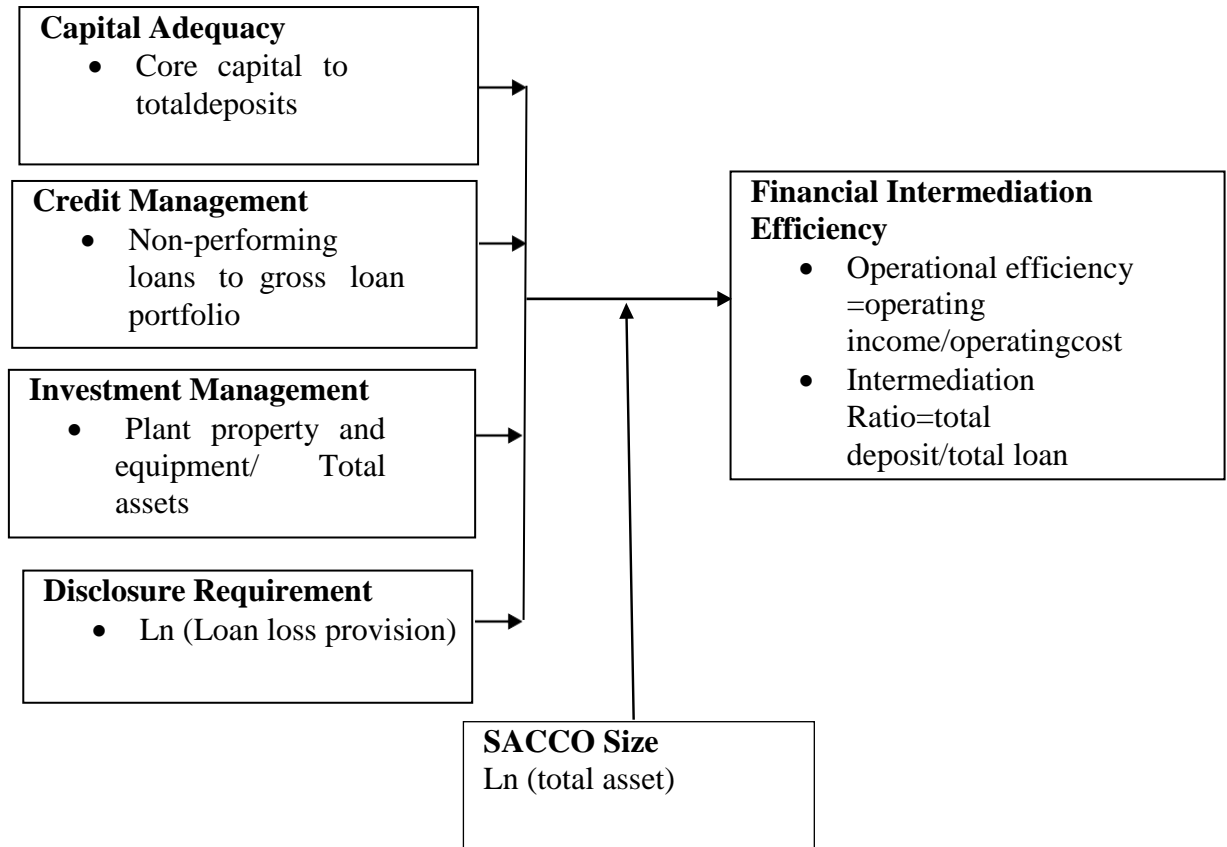 Capital Adequacy
• Core capital to
totaldeposits
Credit Management
• Non-performing
loans to gross loan
portfolio
Investment Management
• Plant property and
equipment/ Total
assets
Disclosure Requirement
• Ln (Loan loss provision)
Financial Intermediation
Efficiency
• Operational efficiency
=operating
income/operatingcost
• Intermediation
Ratio=total
deposit/total loan
SACCO Size
Ln (total asset)